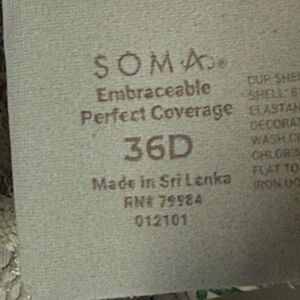 SOMA®
Embraceable
Perfect Coverage
36D
Made in Sri Lanka
RN# 79984
012101
CUP SHE
SHELL: 8
ELASTAN
DECORAT
WASH C
CHLORIN
FLAT TO
IRON